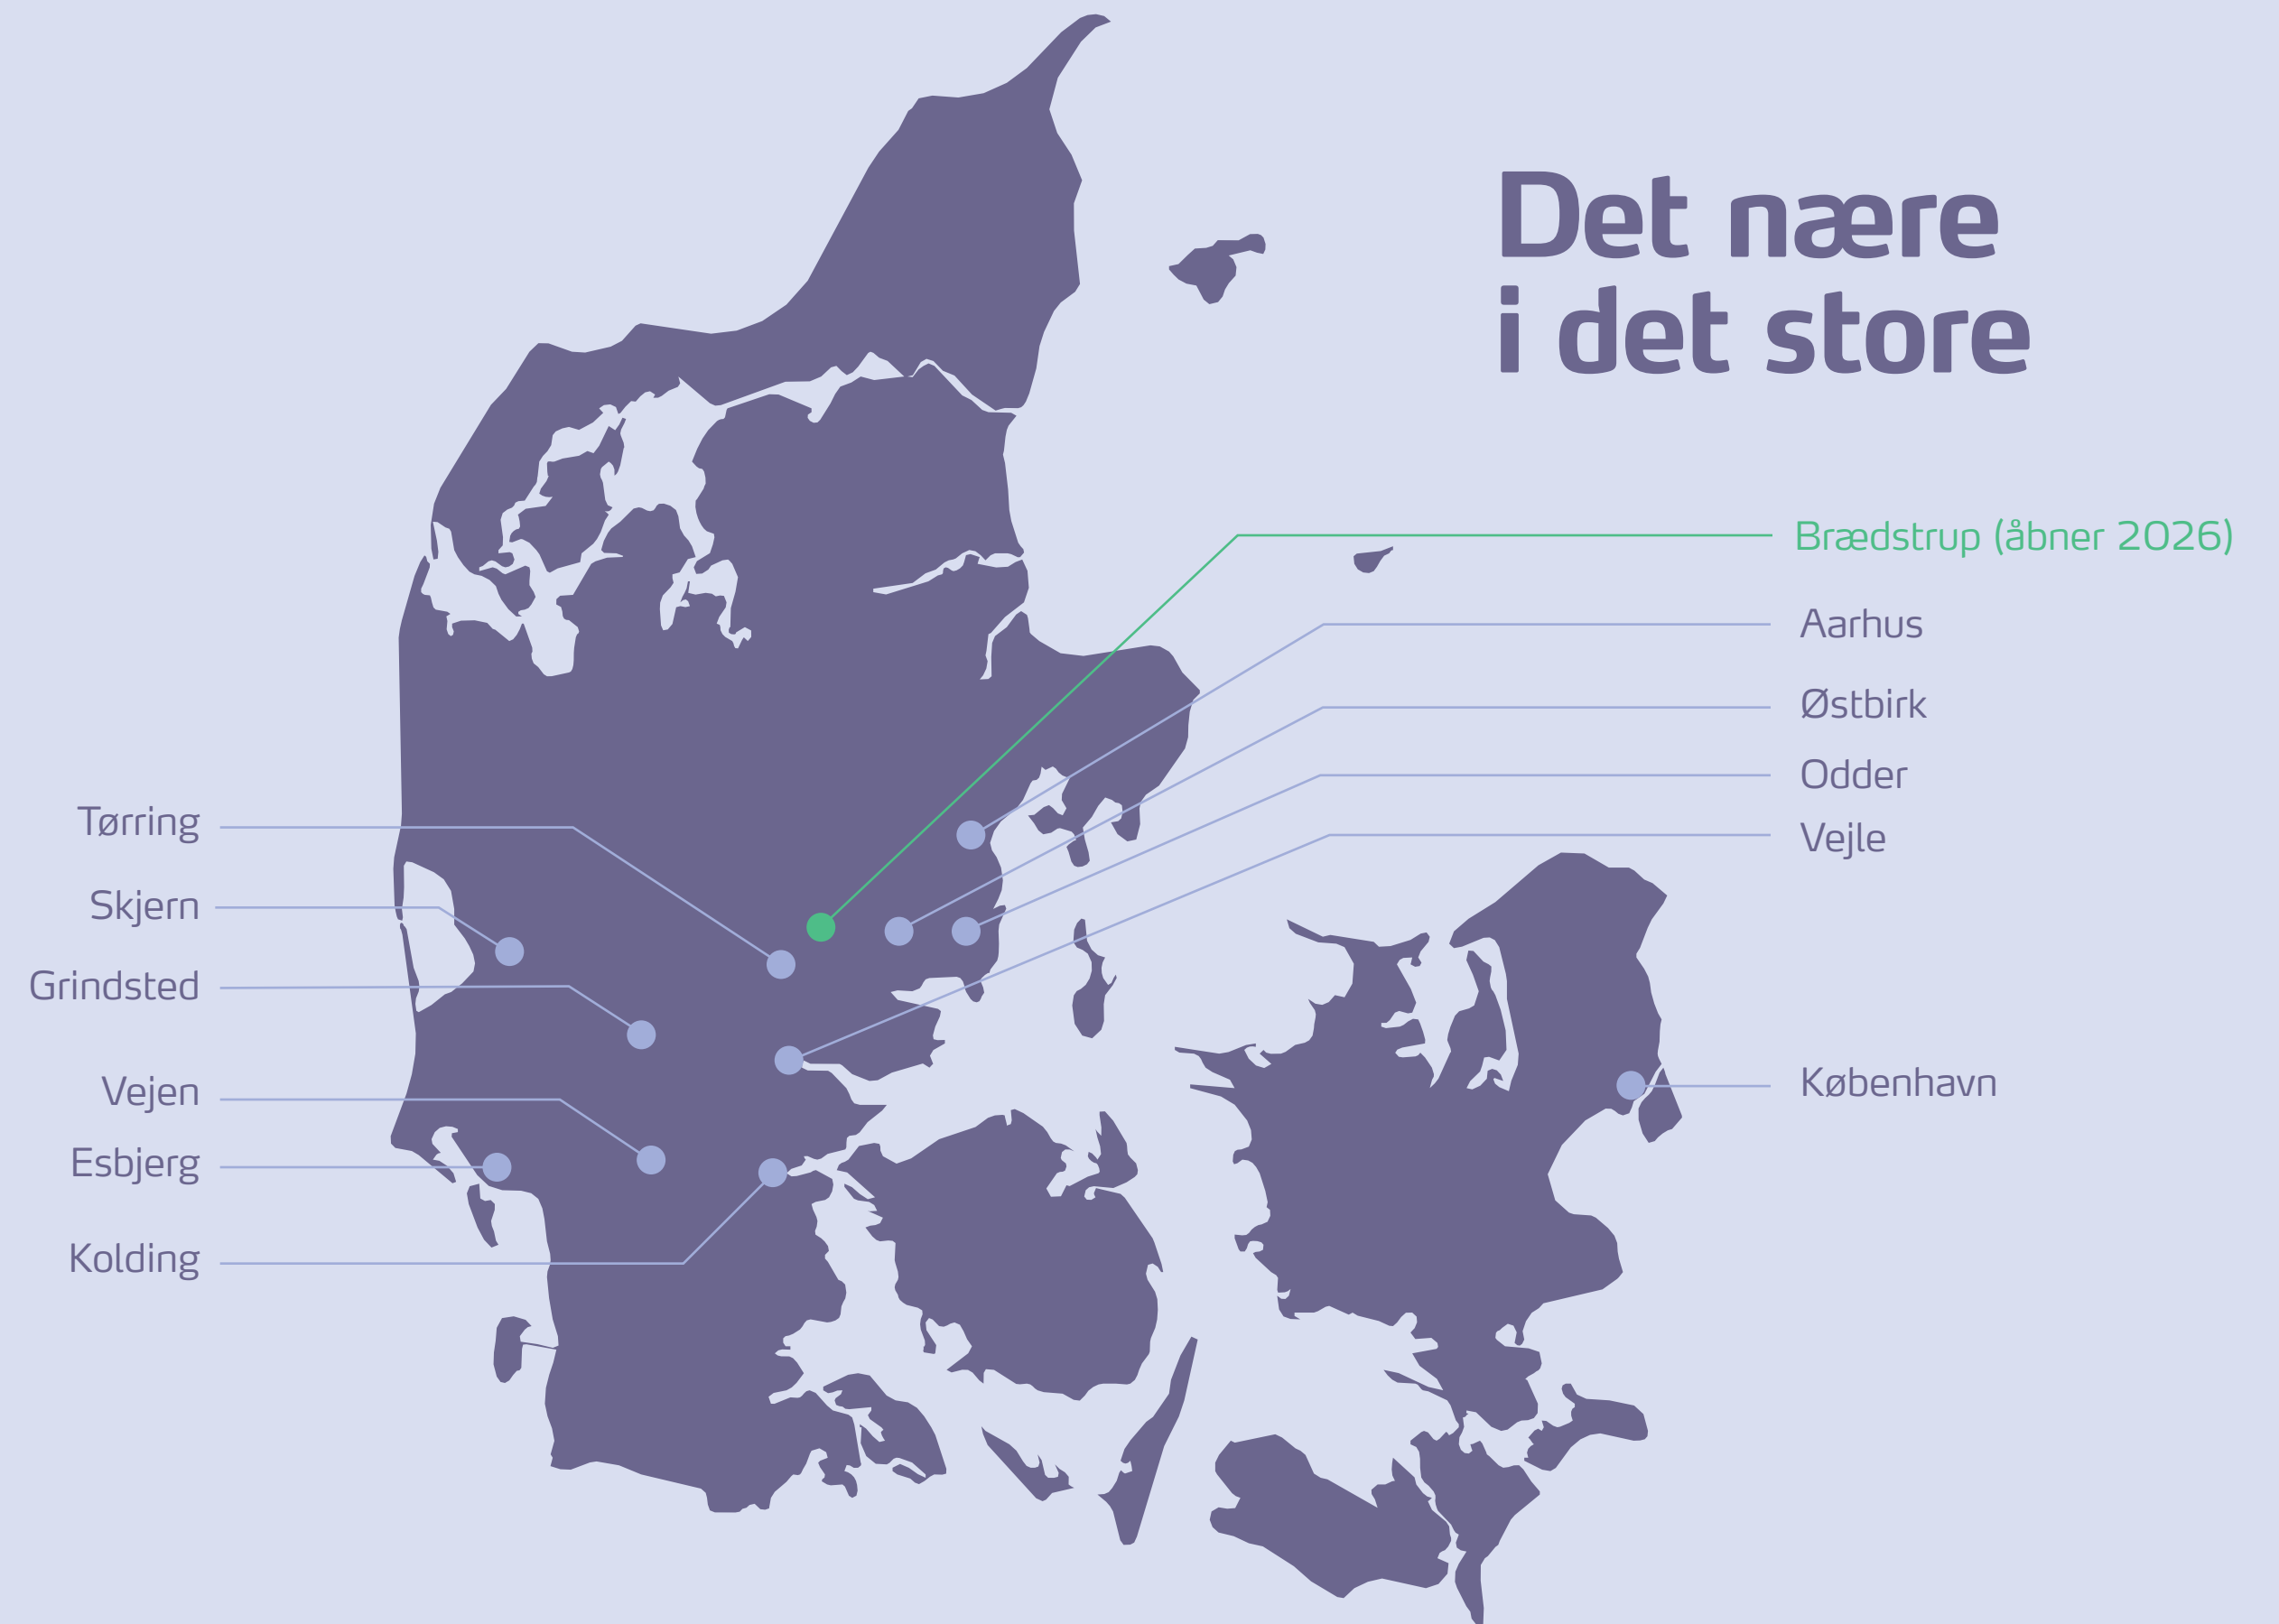 Det nære
i det store
Brædstrup (åbner 2026)
Aarhus
Østbirk
Odder
Vejle
København
Tørring
Skjern
Grindsted
Vejen
Esbjerg
Kolding